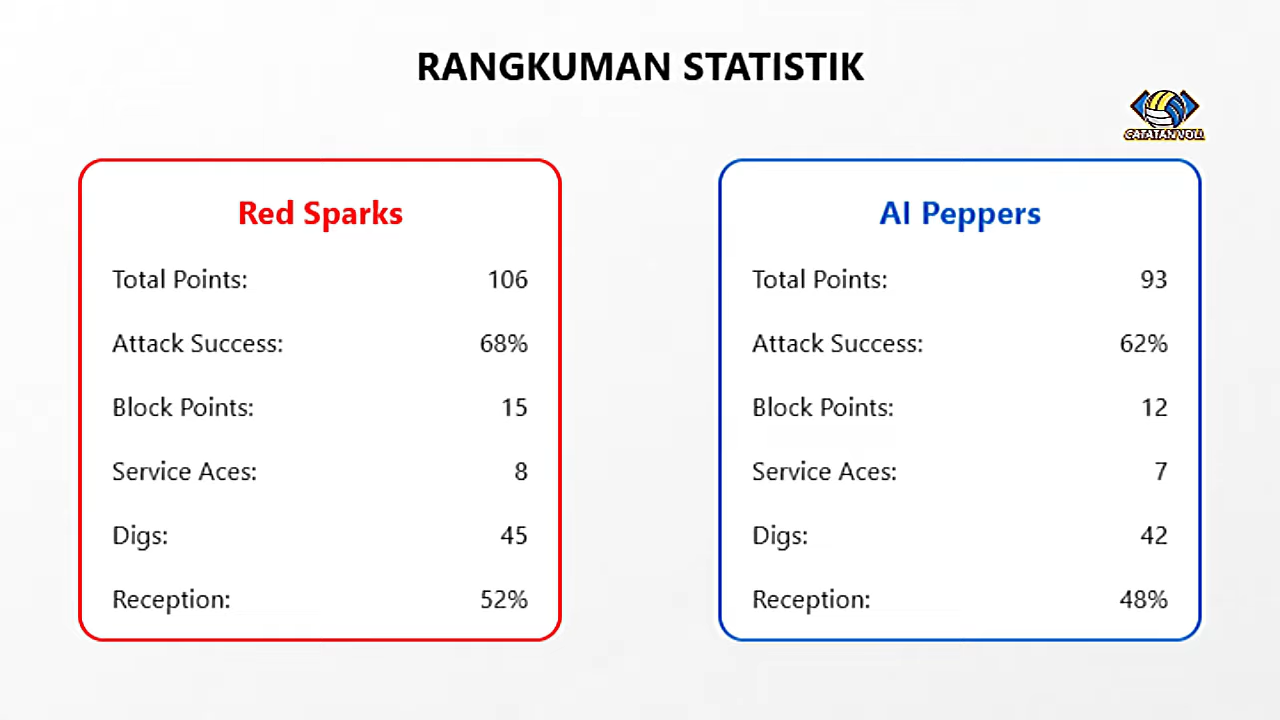 RANGKUMAN STATISTIK
CATATAN VOLI
Red Sparks
Total Points: 106
Attack Success: 68%
Block Points: 15
Service Aces: 8
Digs: 45
Reception: 52%
AI Peppers
Total Points: 93
Attack Success: 62%
Block Points: 12
Service Aces: 7
Digs: 42
Reception: 48%